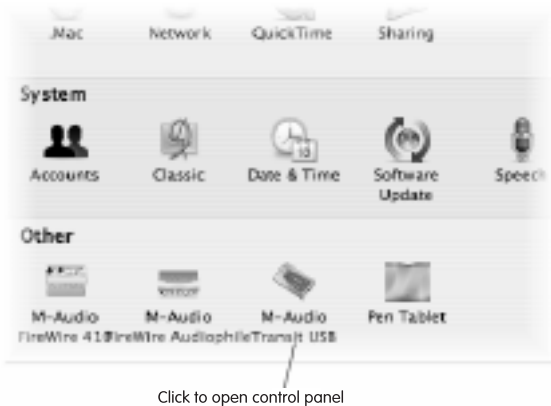 .Mac Network QuickTime Sharing
System
Accounts Classic Date & Time Software Speech
Update
Other
M-Audio M-Audio M-Audio Pen Tablet
FireWire 410 FireWire Audiophile Transit USB
Click to open control panel